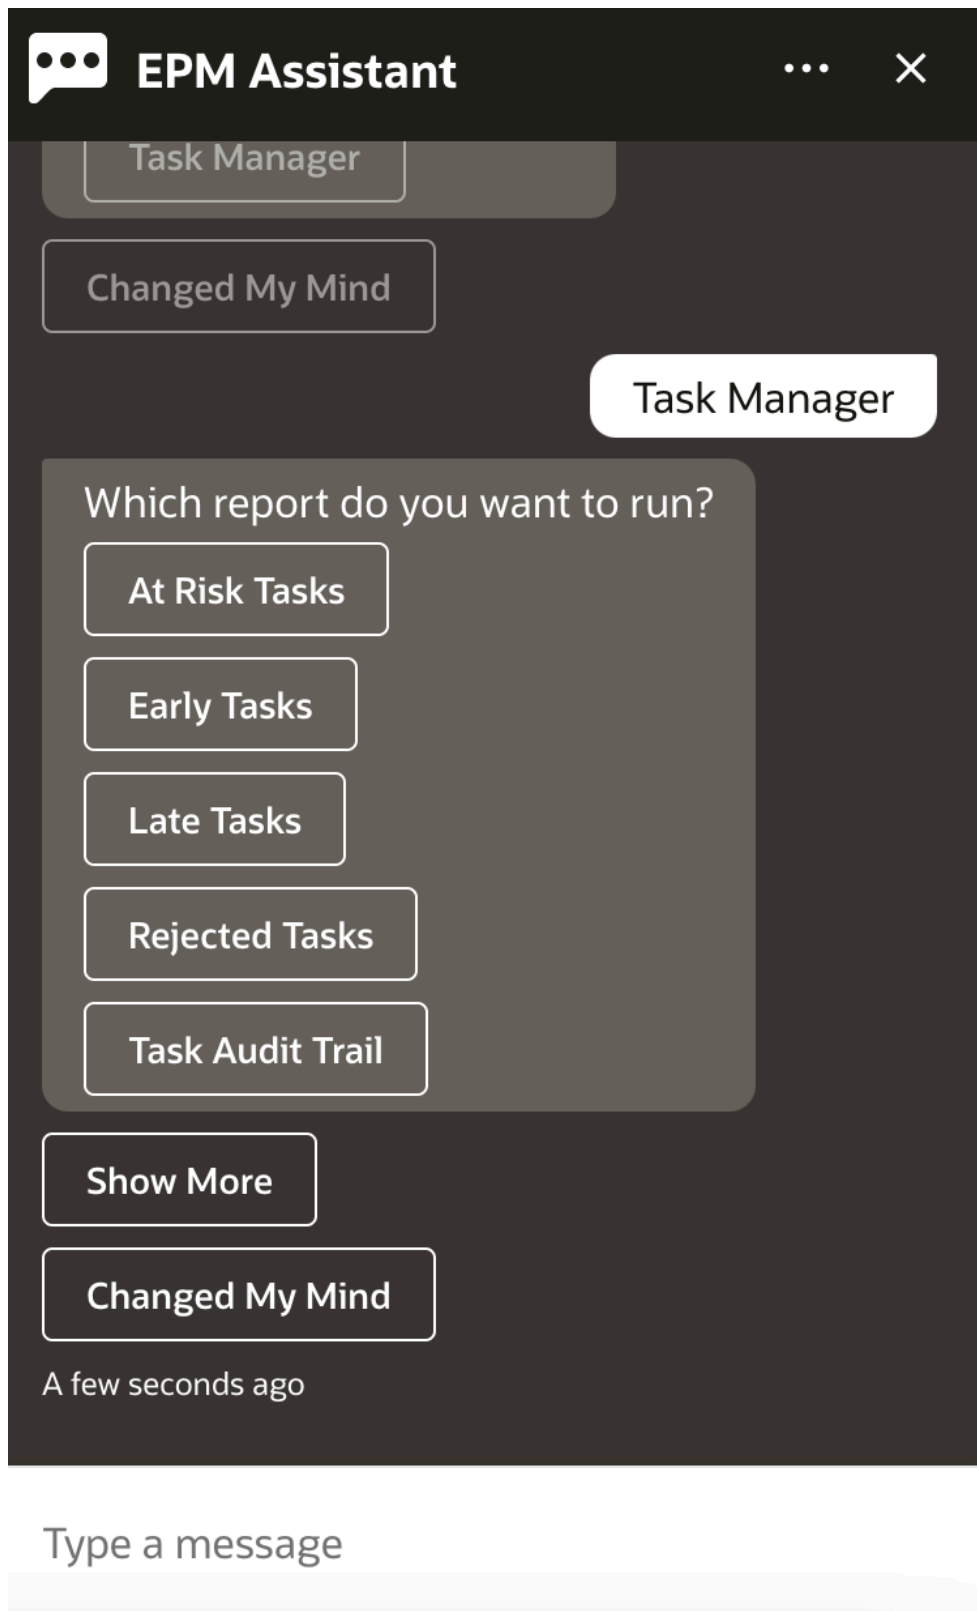 EPM Assistant
Task Manager
Changed My Mind
Task Manager
Which report do you want to run?
At Risk Tasks
Early Tasks
Late Tasks
Rejected Tasks
Task Audit Trail
Show More
Changed My Mind
A few seconds ago
Type a message